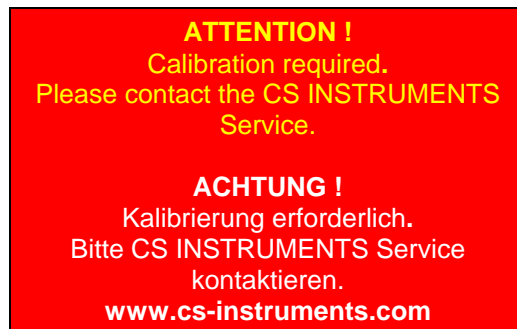 ATTENTION !
Calibration required.
Please contact the CS INSTRUMENTS
Service.
ACHTUNG !
Kalibrierung erforderlich.
Bitte CS INSTRUMENTS Service
kontaktieren.
www.cs-instruments.com